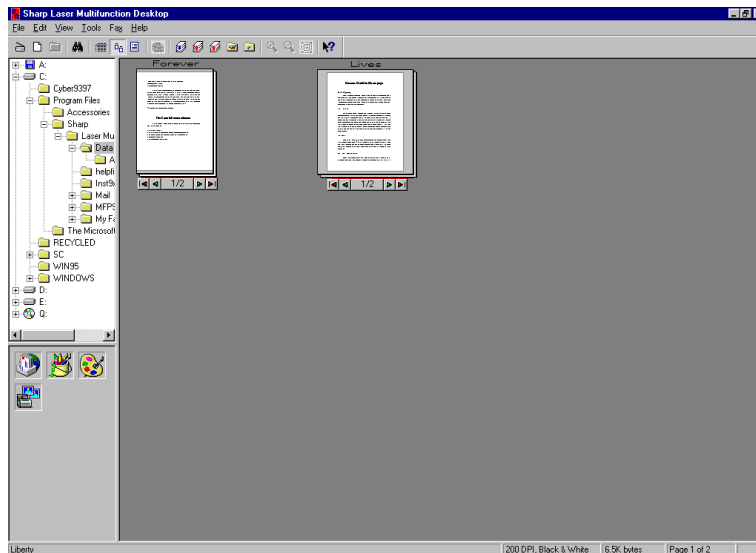 Sharp Laser Multifunction Desktop
File Edit View Tools Fax Help
A:
C:
Cyber9397
Program Files
Accessories
Sharp
Laser Mu
Data
A
helpfi
Inst9x
Mail
MFPS
My Fa
The Microsoft
RECYCLED
SC
WIN95
WINDOWS
D:
E:
Q:
Forever
1/2
Lives
1/2
Liberty
200 DPI, Black & White
6.5K bytes
Page 1 of 2